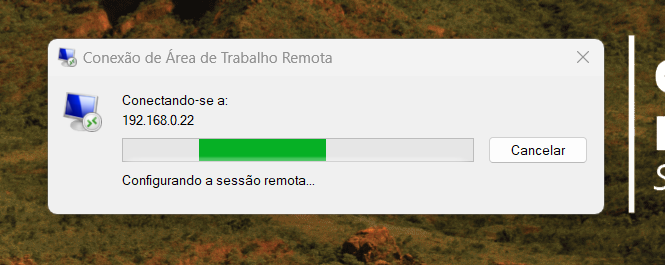 Conexão de Área de Trabalho Remota
Conectando-se a:
192.168.0.22
Cancelar
Configurando a sessão remota...